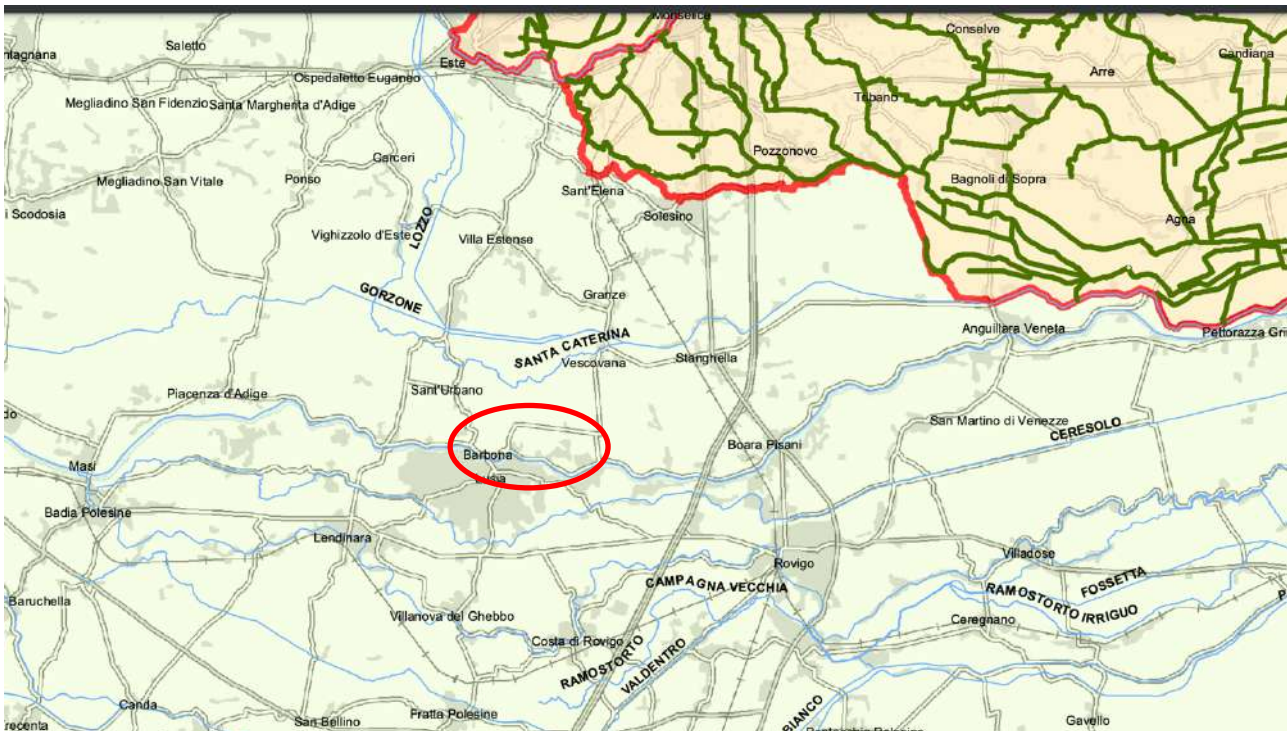 Monselice
Conselve
Saletto
ntagnana
Este
Candiana
Ospedaletto Euganeo
Arre
Tribano
Megliadino San Fidenzio
Santa Margherita d'Adige
Carceri
Pozzonovo
Megliadino San Vitale
Ponso
Bagnoli di Sopra
Sant'Elena
i Scodosia
Solesino
Agna
LOZZO
Vighizzolo d'Este
Villa Estense
GORZONE
Granze
Anguillara Veneta
Pettorazza Gri
SANTA CATERINA
Stanghella
Vescovana
Piacenza d'Adige
Sant'Urbano
do
San Martino di Venezze
CERESOLO
Boara Pisani
Barbona
Masi
Lusia
Badia Polesine
Lendinara
Villadose
Rovigo
FOSSETTA
CAMPAGNA VECCHIA
RAMOSTORTO IRRIGUO
Baruchella
Villanova del Ghebbo
Ceregnano
Costa di Rovigo
RAMOSTORTO
VALDENTRO
Canda
BIANCO
Fratta Polesine
San Bellino
Gavello
recenta